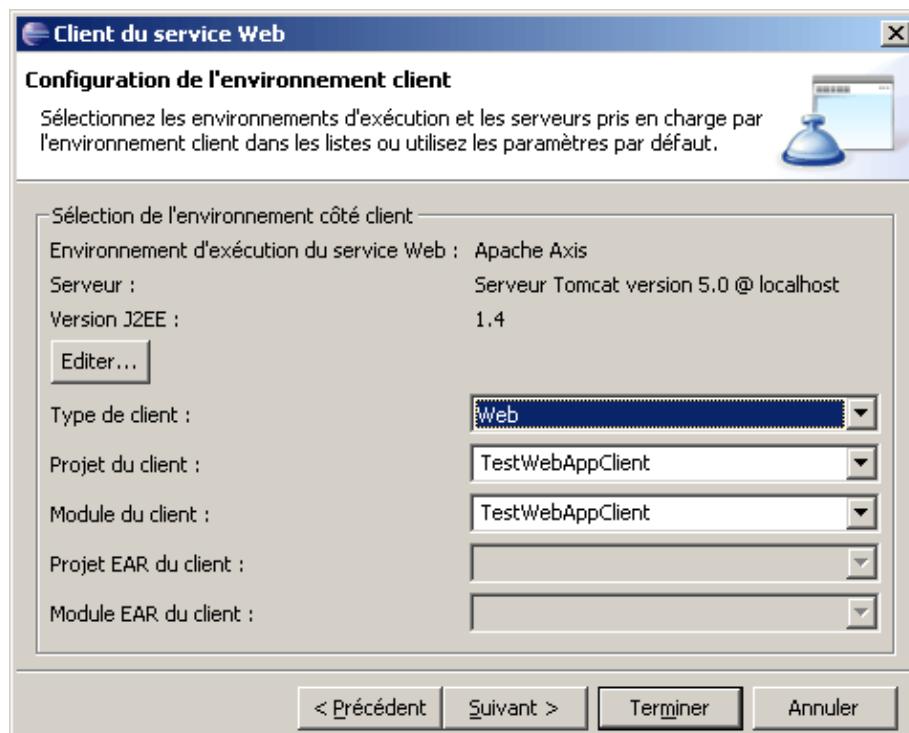 Client du service Web
Configuration de l'environnement client
Sélectionnez les environnements d'exécution et les serveurs pris en charge par
l'environnement client dans les listes ou utilisez les paramètres par défaut.
Sélection de l'environnement côté client
Environnement d'exécution du service Web : Apache Axis
Serveur : Serveur Tomcat version 5.0 @ localhost
Version J2EE : 1.4
Editer...
Type de client : Web
Projet du client : TestWebAppClient
Module du client : TestWebAppClient
Projet EAR du client :
Module EAR du client :
< Précédent Suivant > Terminer Annuler